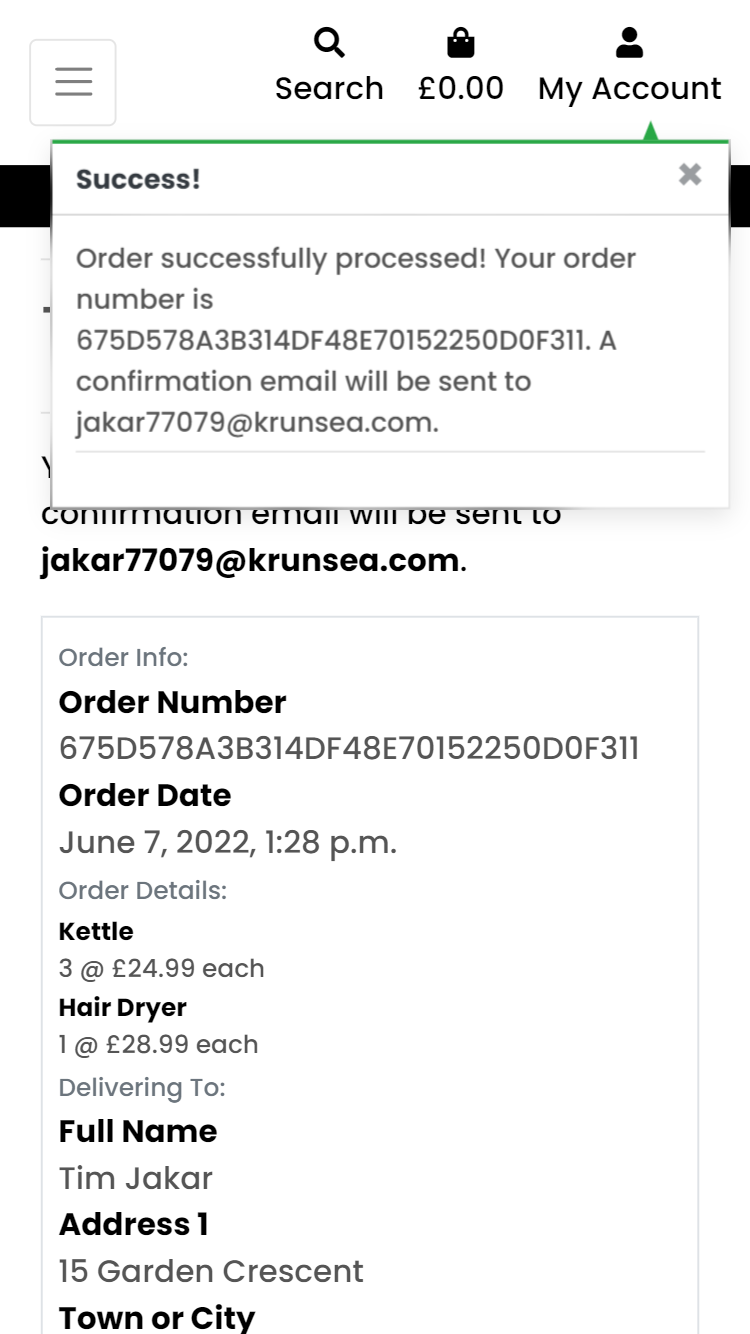 Search £0.00 My Account
Success!
Order successfully processed! Your order
number is
675D578A3B314DF48E70152250D0F311. A
confirmation email will be sent to
jakar77079@krunsea.com.
confirmation email will be sent to
jakar77079@krunsea.com.
Order Info:
Order Number
675D578A3B314DF48E70152250D0F311
Order Date
June 7, 2022, 1:28 p.m.
Order Details:
Kettle
3 @ £24.99 each
Hair Dryer
1 @ £28.99 each
Delivering To:
Full Name
Tim Jakar
Address 1
15 Garden Crescent
Town or City